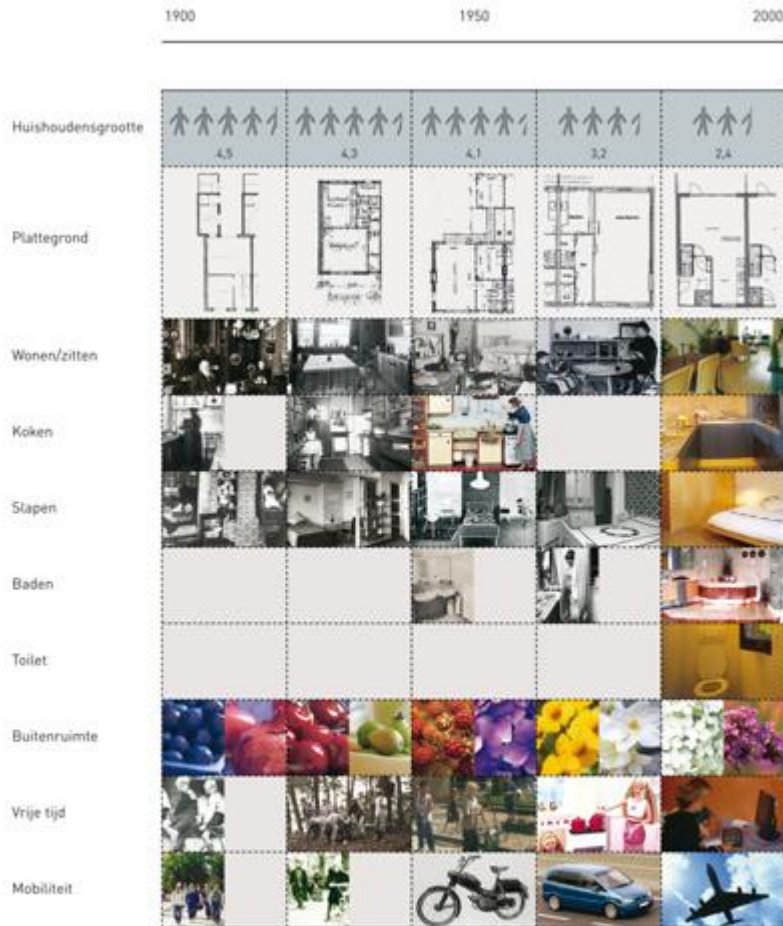 1900 1950 2000
Huishoudensgrootte
4,5 4,3 4,1 3,2 2,4
Plattegrond
Wonen/zitten
Koken
Slapen
Baden
Toilet
Buitenruimte
Vrije tijd
Mobiliteit